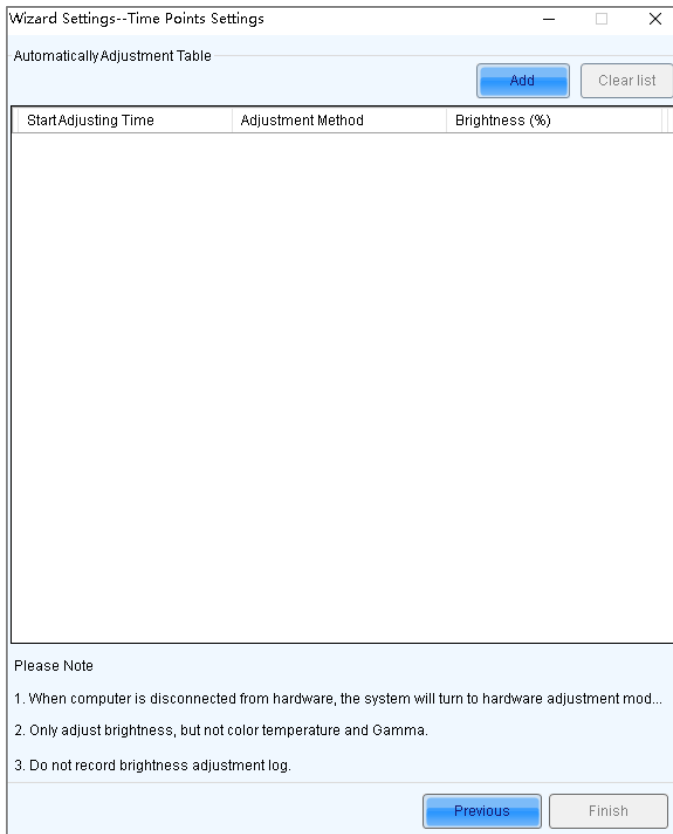 Wizard Settings--Time Points Settings
Automatically Adjustment Table
Add
Clear list
Start Adjusting Time Adjustment Method Brightness (%)
Please Note
1. When computer is disconnected from hardware, the system will turn to hardware adjustment mod...
2. Only adjust brightness, but not color temperature and Gamma.
3. Do not record brightness adjustment log.
Previous
Finish